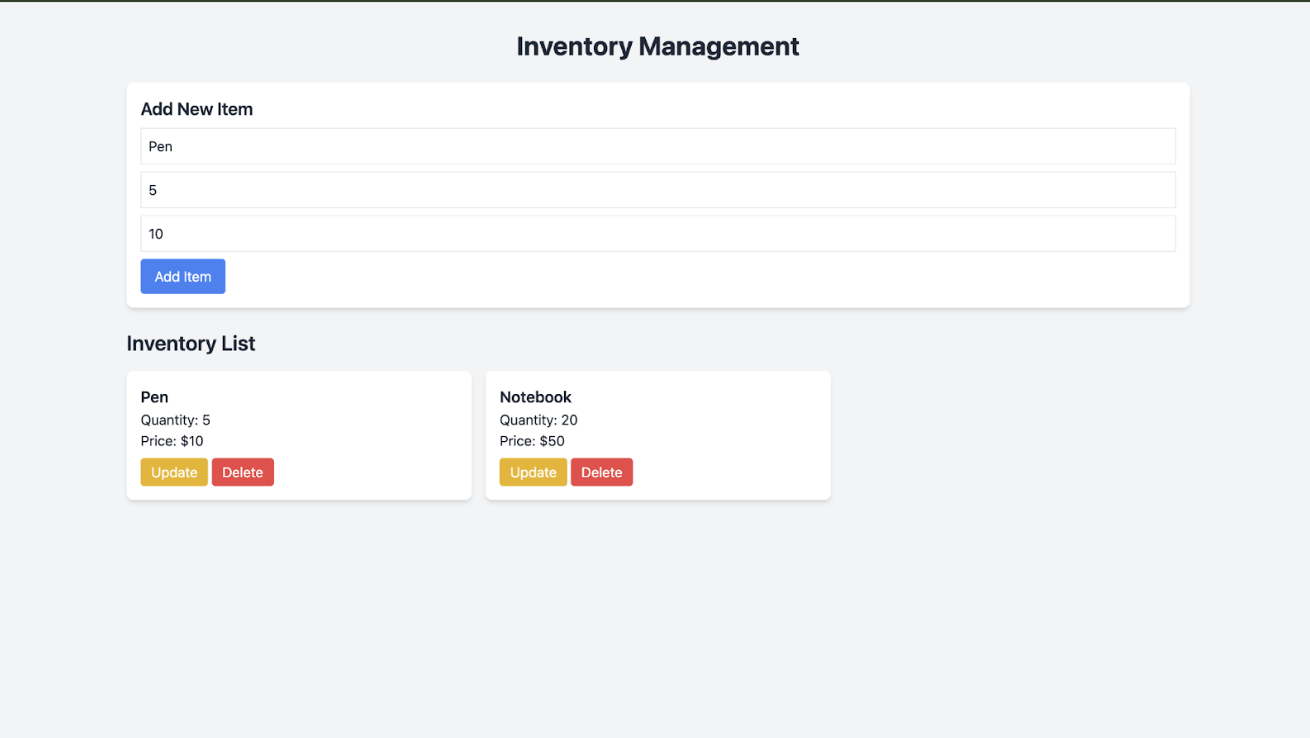 Inventory Management
Add New Item
Pen
5
10
Add Item
Inventory List
Pen
Quantity: 5
Price: $10
Update Delete
Notebook
Quantity: 20
Price: $50
Update Delete